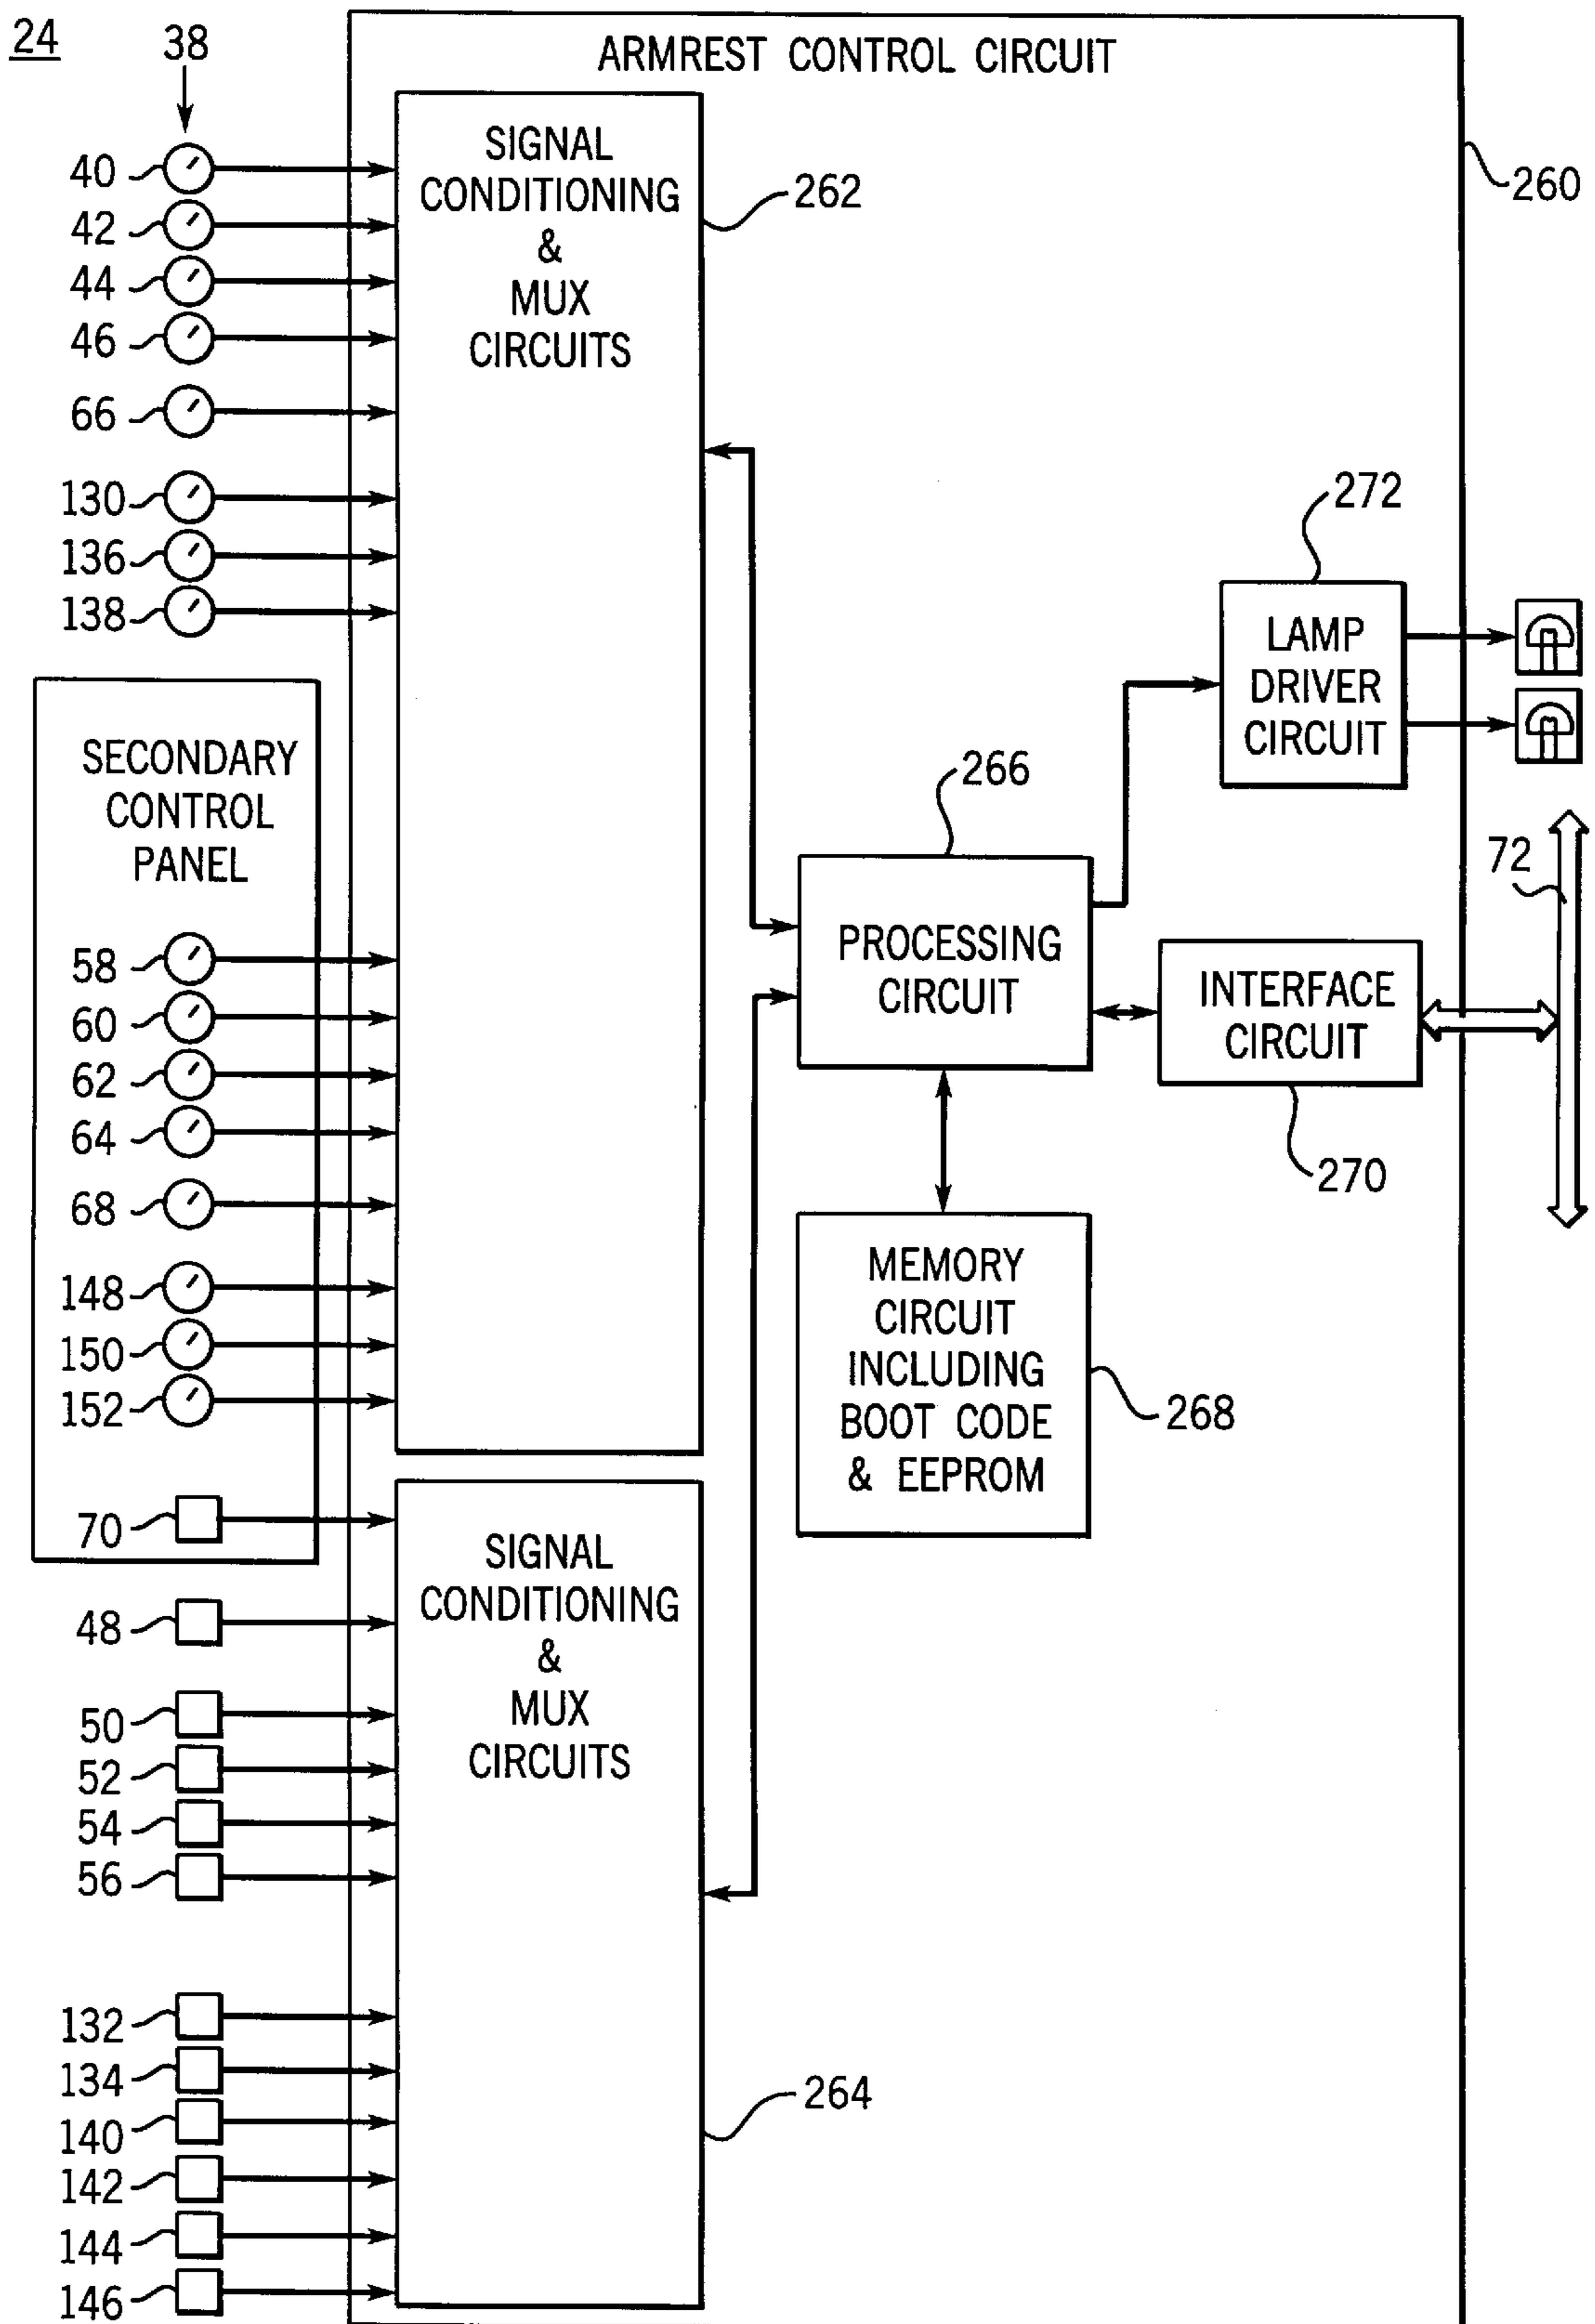 24
38
ARMREST CONTROL CIRCUIT
40
42
44
46
66
130
136
138
SIGNAL
CONDITIONING
&
MUX
CIRCUITS
262
260
SECONDARY
CONTROL
PANEL
58
60
62
64
68
148
150
152
70
272
LAMP
DRIVER
CIRCUIT
266
PROCESSING
CIRCUIT
72
INTERFACE
CIRCUIT
270
MEMORY
CIRCUIT
INCLUDING
BOOT CODE
& EEPROM
268
48
50
52
54
56
132
134
140
142
144
146
SIGNAL
CONDITIONING
&
MUX
CIRCUITS
264